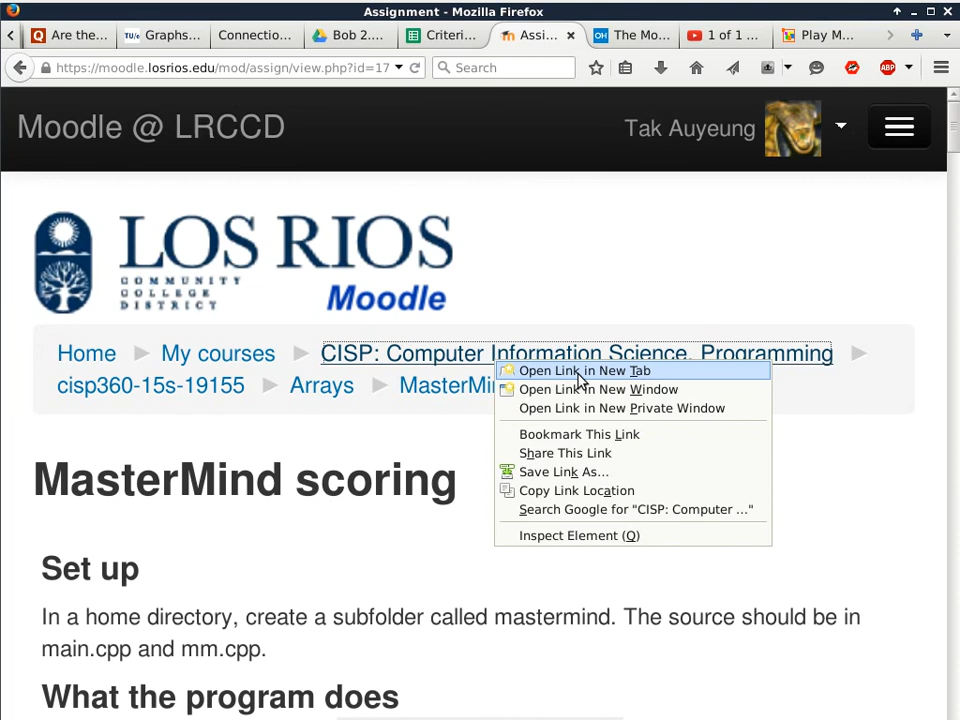 Assignment - Mozilla Firefox
Are the... Graphs... Connectio... Bob 2.... Criteri... Assi... The Mo... 1 of 1 ... Play M...
https://moodle.losrios.edu/mod/assign/view.php?id=17 Search ABP
Moodle @ LRCCD Tak Auyeung
LOS RIOS
COMMUNITY
COLLEGE
DISTRICT
Moodle
Home My courses CISP: Computer Information Science, Programming
cisp360-15s-19155 Arrays MasterMin
Open Link in New Tab
Open Link in New Window
Open Link in New Private Window
Bookmark This Link
Share This Link
Save Link As...
Copy Link Location
Search Google for "CISP: Computer ..."
Inspect Element (Q)
MasterMind scoring
Set up
In a home directory, create a subfolder called mastermind. The source should be in
main.cpp and mm.cpp.
What the program does